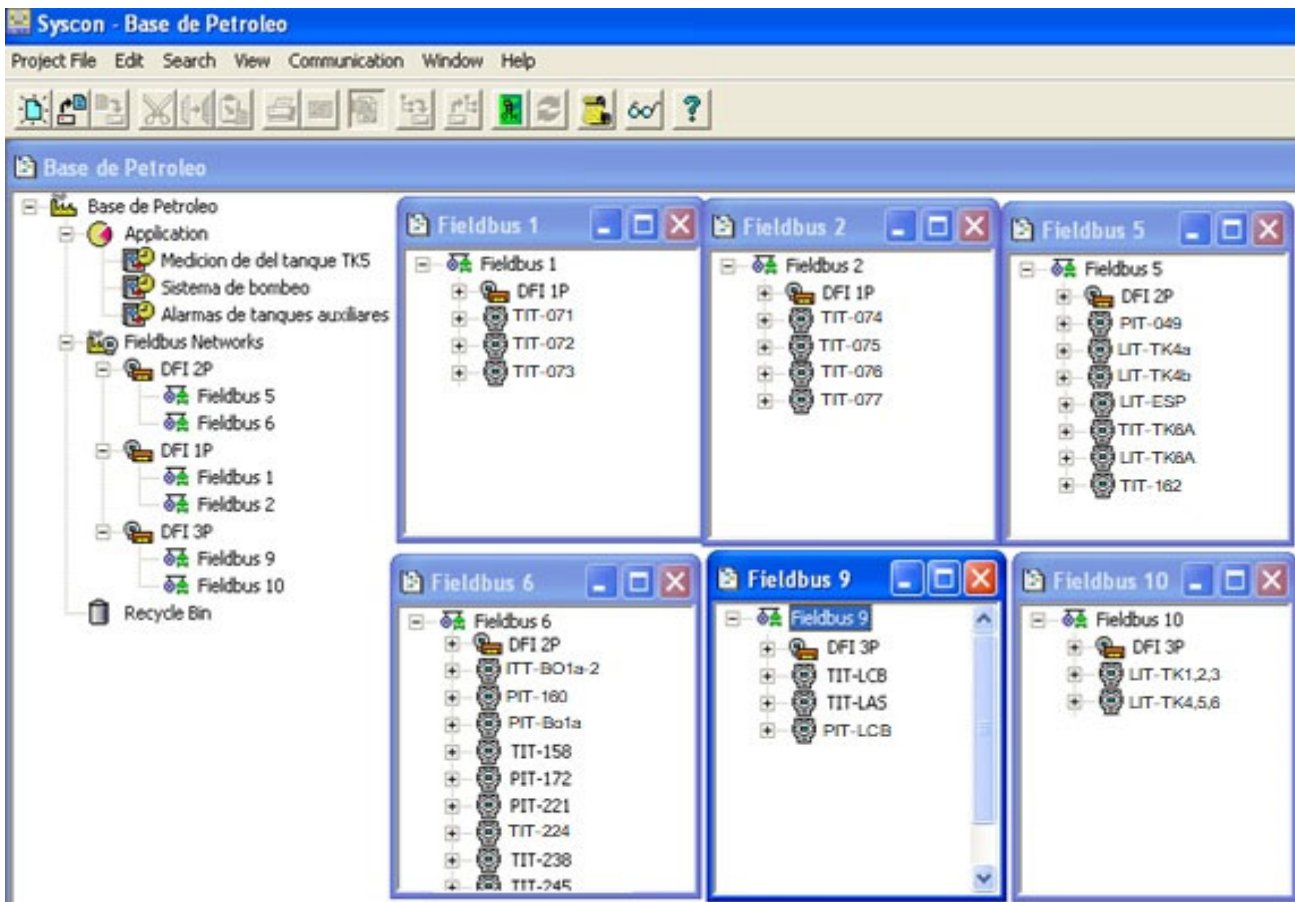 Syscon - Base de Petroleo
Project File Edit Search View Communication Window Help
Base de Petroleo
Base de Petroleo
Application
Medicion de del tanque TK5
Sistema de bombeo
Alarmas de tanques auxiliares
Fieldbus Networks
DFI 2P
Fieldbus 5
Fieldbus 6
DFI 1P
Fieldbus 1
Fieldbus 2
DFI 3P
Fieldbus 9
Fieldbus 10
Recycle Bin
Fieldbus 1
Fieldbus 1
DFI 1P
TIT-071
TIT-072
TIT-073
Fieldbus 2
Fieldbus 2
DFI 1P
TIT-074
TIT-075
TIT-076
TIT-077
Fieldbus 5
Fieldbus 5
DFI 2P
PIT-049
LIT-TK4a
LIT-TK4b
LIT-ESP
TIT-TK6A
LIT-TK6A
TIT-162
Fieldbus 6
Fieldbus 6
DFI 2P
ITT-BO1a-2
PIT-160
PIT-Bo1a
TIT-158
PIT-172
PIT-221
TIT-224
TIT-238
TIT-245
Fieldbus 9
Fieldbus 9
DFI 3P
TIT-LCB
TIT-LAS
PIT-LCB
Fieldbus 10
Fieldbus 10
DFI 3P
LIT-TK1,2,3
LIT-TK4,5,6